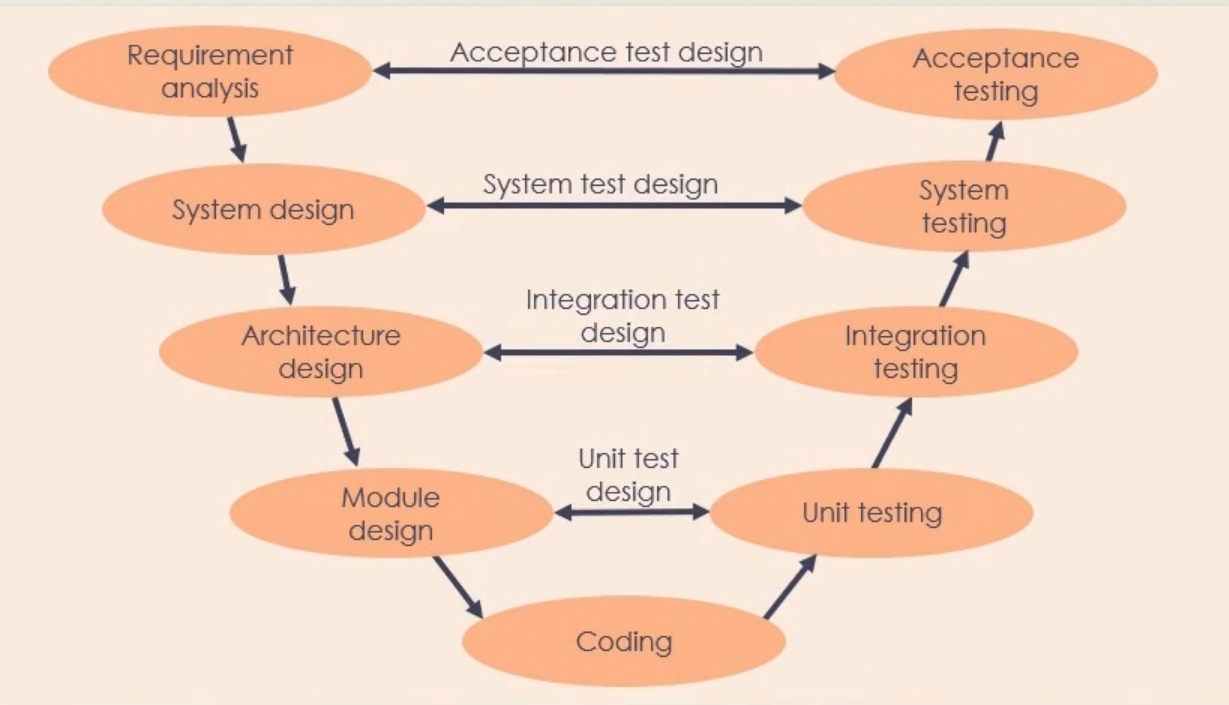 Requirement
analysis
Acceptance test design
Acceptance
testing
System design
System test design
System
testing
Architecture
design
Integration test
design
Integration
testing
Module
design
Unit test
design
Unit testing
Coding